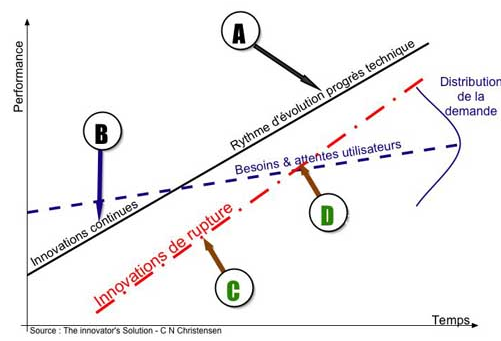 Performance
A
Rythme d'évolution progrès technique
Distribution
de la
demande
B
Besoins & attentes utilisateurs
Innovations continues
Innovations de rupture
D
C
Temps
Source : The innovator's Solution - C N Christensen